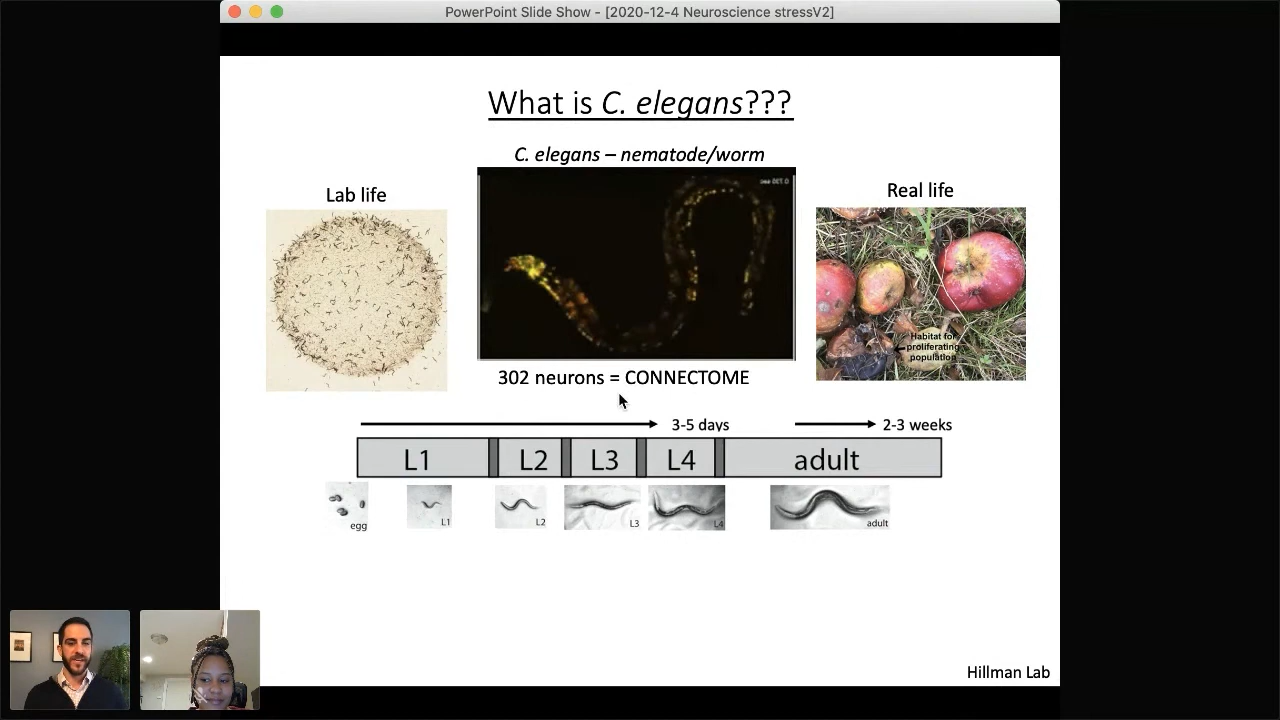 PowerPoint Slide Show - [2020-12-4 Neuroscience stressV2]
What is C. elegans???
C. elegans – nematode/worm
Lab life
Real life
Habitat for
proliferating
population
302 neurons = CONNECTOME
3-5 days
2-3 weeks
L1
L2
L3
L4
adult
egg
L1
L2
L3
L4
adult
Hillman Lab